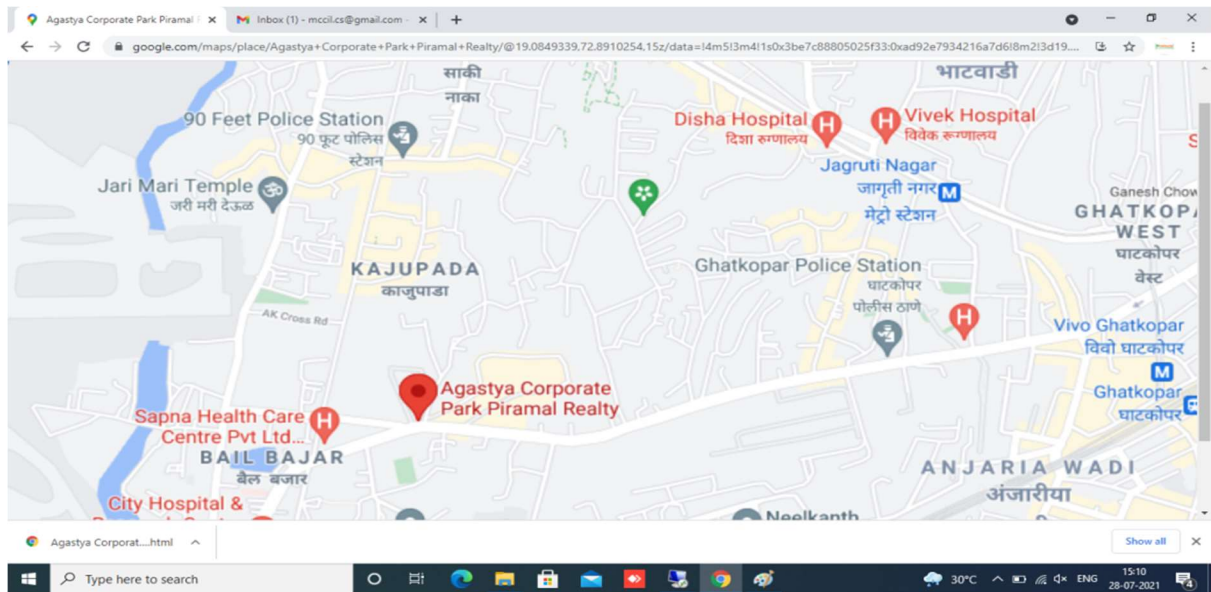 Agastya Corporate Park Piramal
Inbox (1) - mccil.cs@gmail.com -
google.com/maps/place/Agastya+Corporate+Park+Piramal+Realty/@19.0849339,72.8910254,15z/data=!4m5!3m4!1s0x3be7c88805025f33:0xad92e7934216a7d6!8m2!3d19....
साकी
नाका
भाटवाडी
90 Feet Police Station
90 फूट पोलिस
स्टेशन
Disha Hospital
दिशा रुग्णालय
Vivek Hospital
विवेक रूग्णालय
Jari Mari Temple
जरी मरी देऊळ
Jagruti Nagar
जागृती नगर
मेट्रो स्टेशन
Ganesh Chow
GHATKOPA
WEST
घाटकोपर
वेस्ट
KAJUPADA
काजुपाडा
Ghatkopar Police Station
घाटकोपर
पोलीस ठाणे
AK Cross Rd
Vivo Ghatkopar
विवो घाटकोपर
Ghatkopar
घाटकोपर
Agastya Corporate
Park Piramal Realty
Sapna Health Care
Centre Pvt Ltd...
BAIL BAJAR
बैल बजार
ANJARIA WADI
अंजारीया
City Hospital &
Neelkanth
Agastya Corporat....html
Show all
Type here to search
30°C
ENG
15:10
28-07-2021